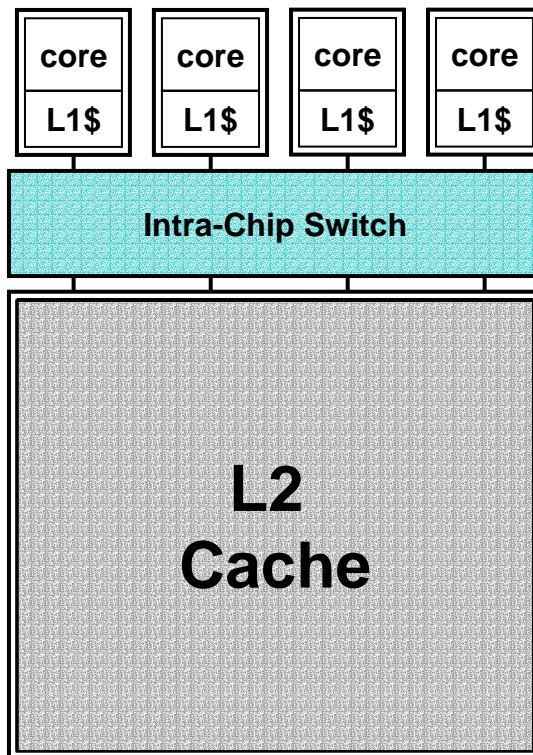 core core core core
L1$ L1$ L1$ L1$
Intra-Chip Switch
L2
Cache